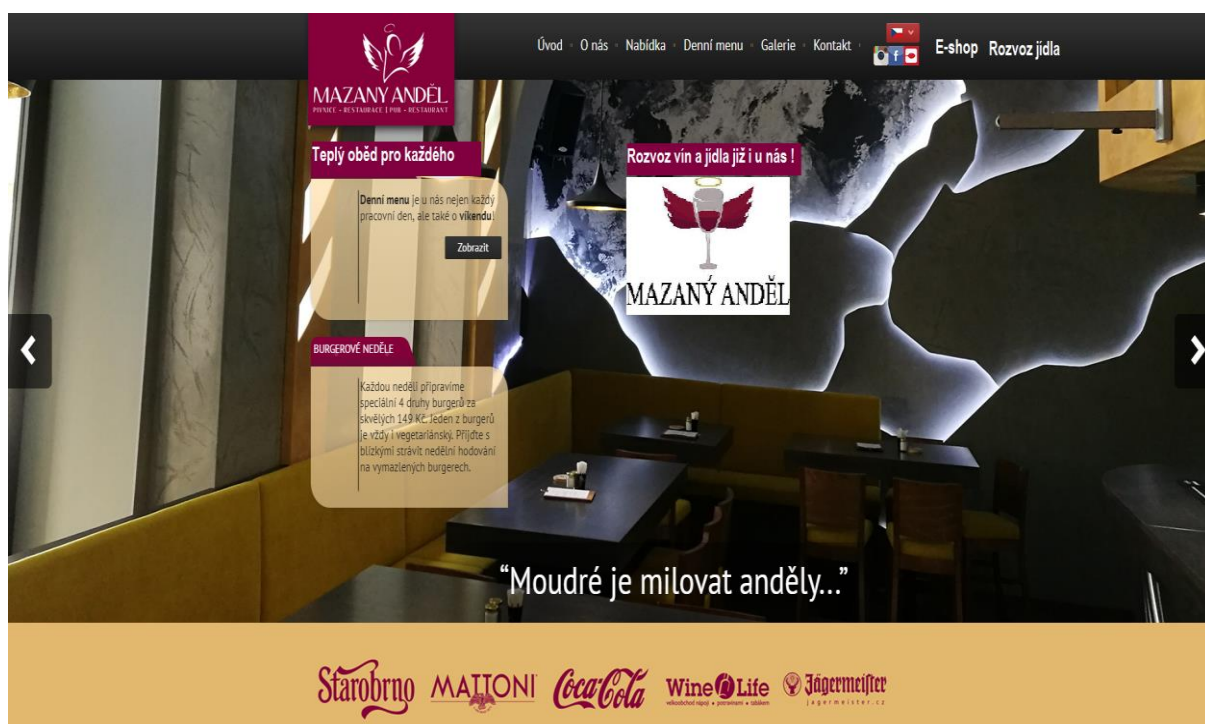 MAZANÝ ANDĚL
PIVNICE - RESTAURACE | PUB - RESTAURANT
Úvod
O nás
Nabídka
Denní menu
Galerie
Kontakt
E-shop
Rozvoz jídla
Teplý oběd pro každého
Denní menu je u nás nejen každý
pracovní den, ale také o víkendu!
Zobrazit
Rozvoz vín a jídla již i u nás !
MAZANÝ ANDĚL
BURGEROVÉ NEDĚLE
Každou neděli připravíme
speciální 4 druhy burgerů za
skvělých 149 Kč. Jeden z burgerů
je vždy i vegetariánský. Přijďte s
blízkými strávit nedělní hodování
na vymazlených burgerech.
“Moudré je milovat anděly...”
Starobrno
MATTONI
Coca-Cola
Wine Life
velkoobchod nápoji • potravinami • tabákem
Jägermeister
jagermeister.cz